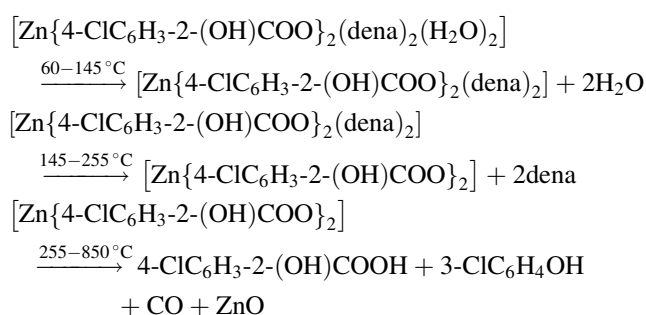 [Zn{4-ClC₆H₃-2-(OH)COO}₂(dena)₂(H₂O)₂]
60−145 °C ⟶ [Zn{4-ClC₆H₃-2-(OH)COO}₂(dena)₂] + 2H₂O
[Zn{4-ClC₆H₃-2-(OH)COO}₂(dena)₂]
145−255 °C ⟶ [Zn{4-ClC₆H₃-2-(OH)COO}₂] + 2dena
[Zn{4-ClC₆H₃-2-(OH)COO}₂]
255−850 °C ⟶ 4-ClC₆H₃-2-(OH)COOH + 3-ClC₆H₄OH
+ CO + ZnO